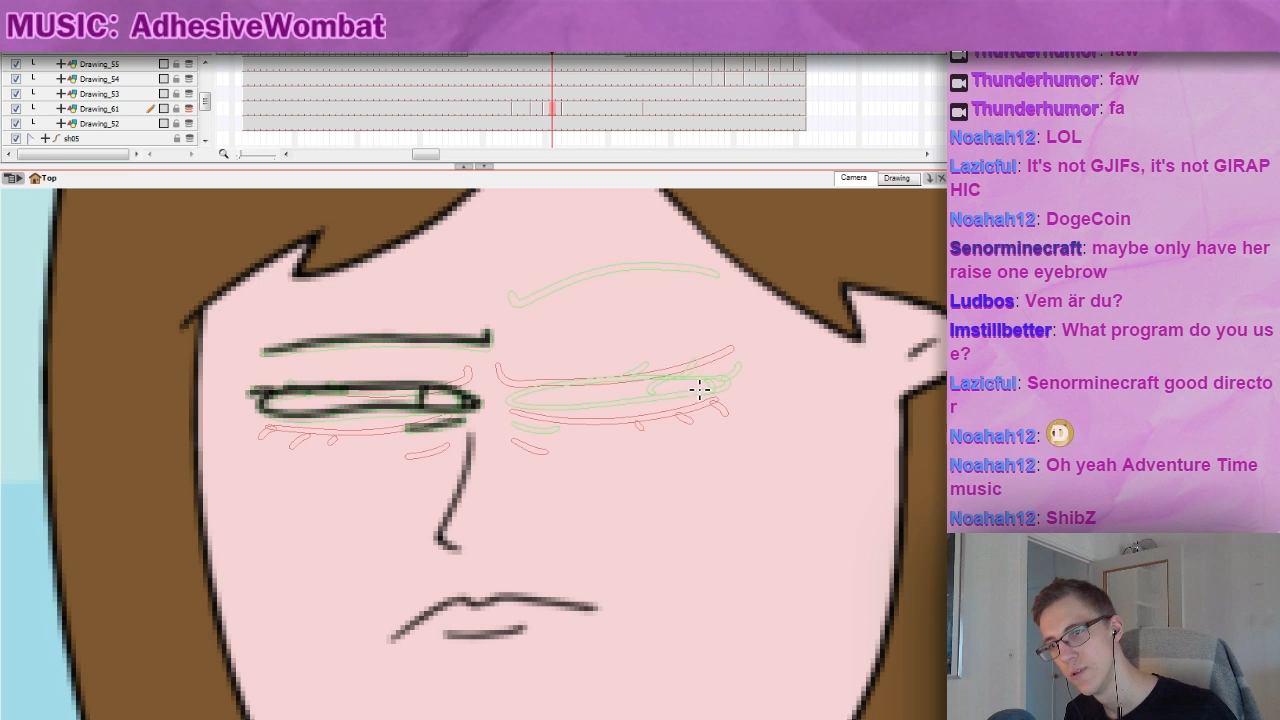 MUSIC: AdhesiveWombat
Drawing_55
Drawing_54
Drawing_53
Drawing_61
Drawing_52
sh05
Top
Camera
Drawing
Thunderhumor: faw
Thunderhumor: faw
Thunderhumor: fa
Noahah12: LOL
Lazicful: It's not GJIFs, it's not GIRAP
HIC
Noahah12: DogeCoin
Senorminecraft: maybe only have her
raise one eyebrow
Ludbos: Vem är du?
Imstillbetter: What program do you us
e?
Lazicful: Senorminecraft good directo
r
Noahah12:
Noahah12: Oh yeah Adventure Time
music
Noahah12: ShibZ